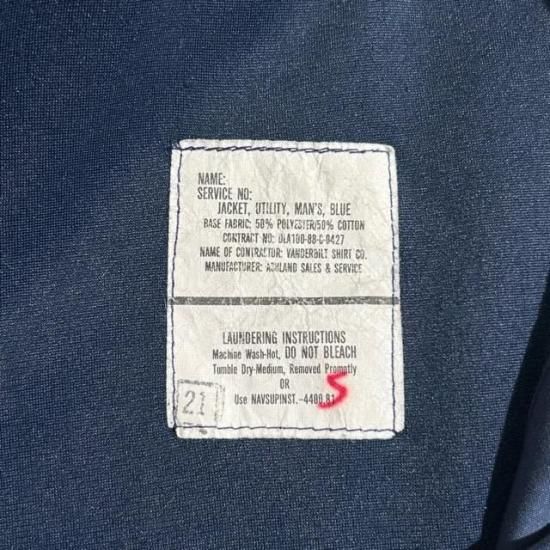 NAME:
SERVICE NO:
JACKET, UTILITY, MAN'S, BLUE
BASE FABRIC: 50% POLYESTER/50% COTTON
CONTRACT NO: DLA100-88-C-0427
NAME OF CONTRACTOR: VANDERBILT SHIRT CO.
MANUFACTURER: ASHLAND SALES & SERVICE
LAUNDERING INSTRUCTIONS
Machine Wash-Hot, DO NOT BLEACH
Tumble Dry-Medium, Removed Promptly
OR
Use NAVSUPINST.-4400.81
S
21